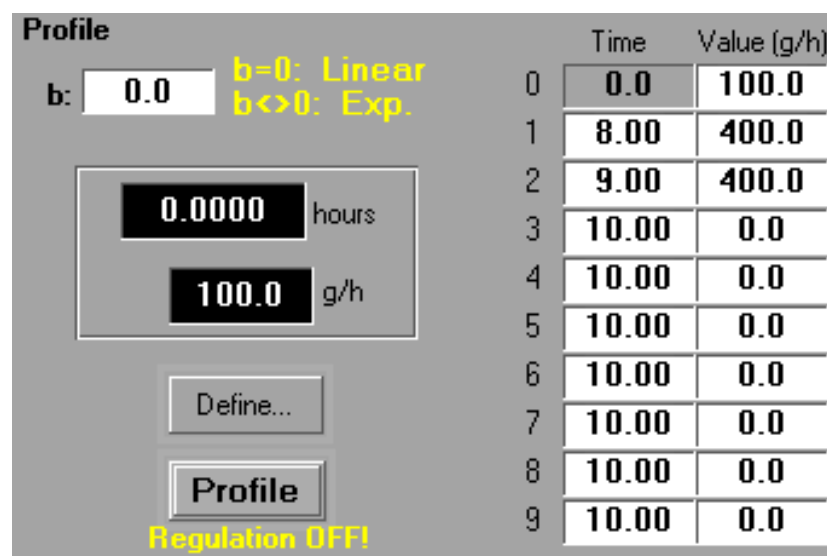 Profile
b: 0.0 b=0: Linear
b<>0: Exp.
0.0000 hours
100.0 g/h
Define...
Profile
Regulation OFF!
Time Value (g/h)
0 0.0 100.0
1 8.00 400.0
2 9.00 400.0
3 10.00 0.0
4 10.00 0.0
5 10.00 0.0
6 10.00 0.0
7 10.00 0.0
8 10.00 0.0
9 10.00 0.0